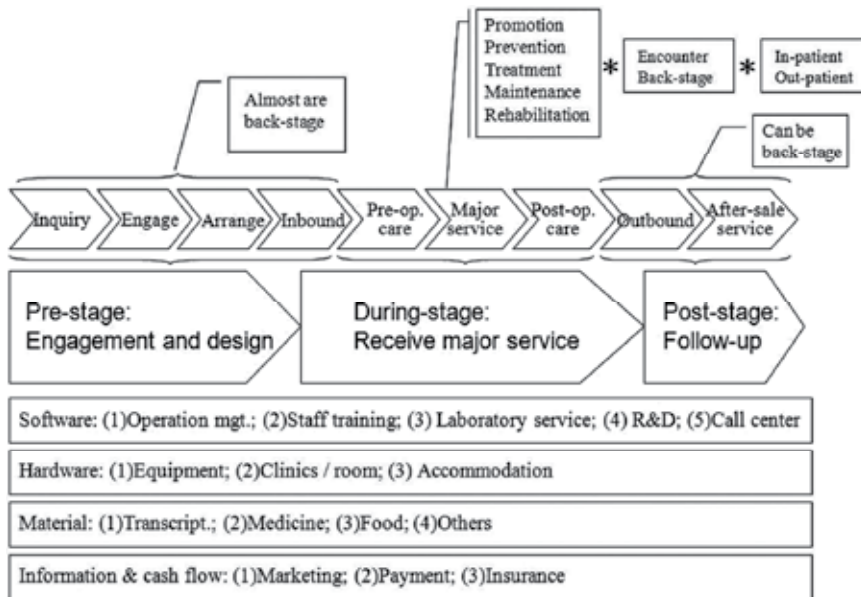 Promotion
Prevention
Treatment
Maintenance
Rehabilitation
*
Encounter
Back-stage
*
In-patient
Out-patient
Almost are
back-stage
Can be
back-stage
Inquiry
Engage
Arrange
Inbound
Pre-op.
care
Major
service
Post-op.
care
Outbound
After-sale
service
Pre-stage:
Engagement and design
During-stage:
Receive major service
Post-stage:
Follow-up
Software: (1)Operation mgt.; (2)Staff training; (3) Laboratory service; (4) R&D; (5)Call center
Hardware: (1)Equipment; (2)Clinics / room; (3) Accommodation
Material: (1)Transcript.; (2)Medicine; (3)Food; (4)Others
Information & cash flow: (1)Marketing; (2)Payment; (3)Insurance